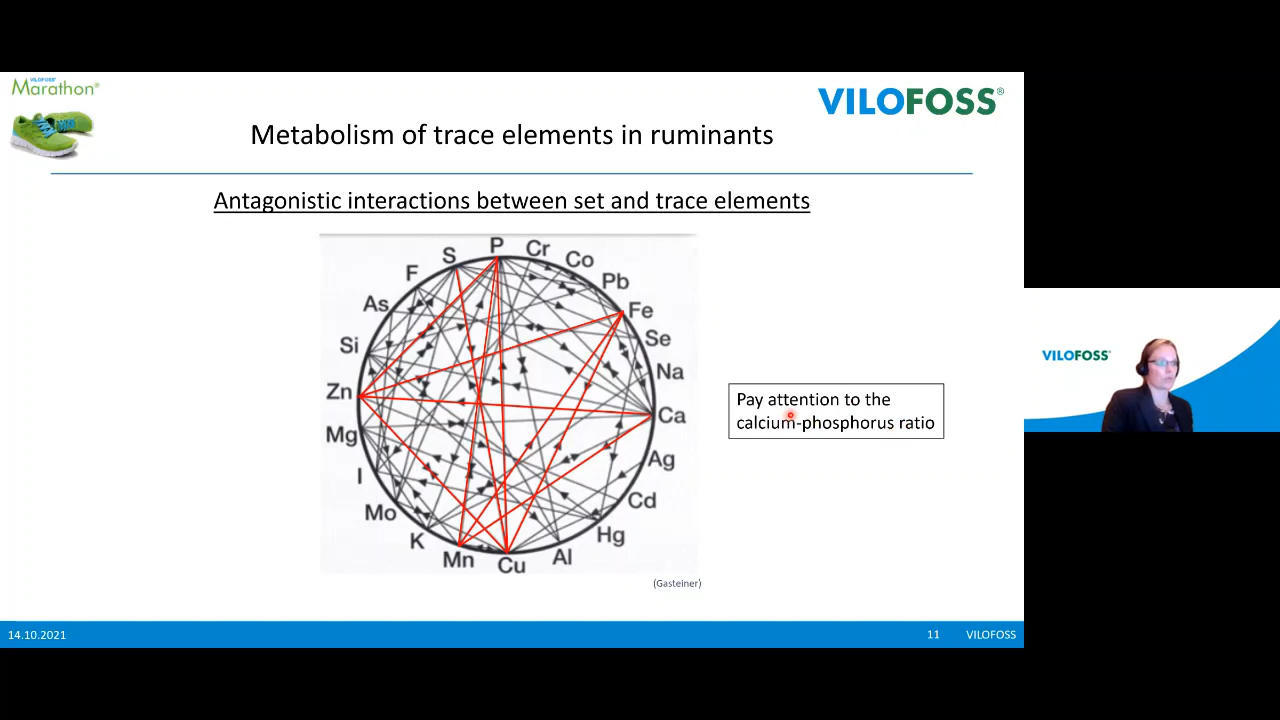 VILOFOSS
Marathon®
VILOFOSS®
Metabolism of trace elements in ruminants
Antagonistic interactions between set and trace elements
P
Cr
S
Co
F
Pb
As
Fe
Si
Se
Na
Zn
Ca
Mg
Ag
I
Cd
Mo
Hg
K
Mn
Cu
Al
Pay attention to the
calcium-phosphorus ratio
(Gasteiner)
14.10.2021
11
VILOFOSS
VILOFOSS®